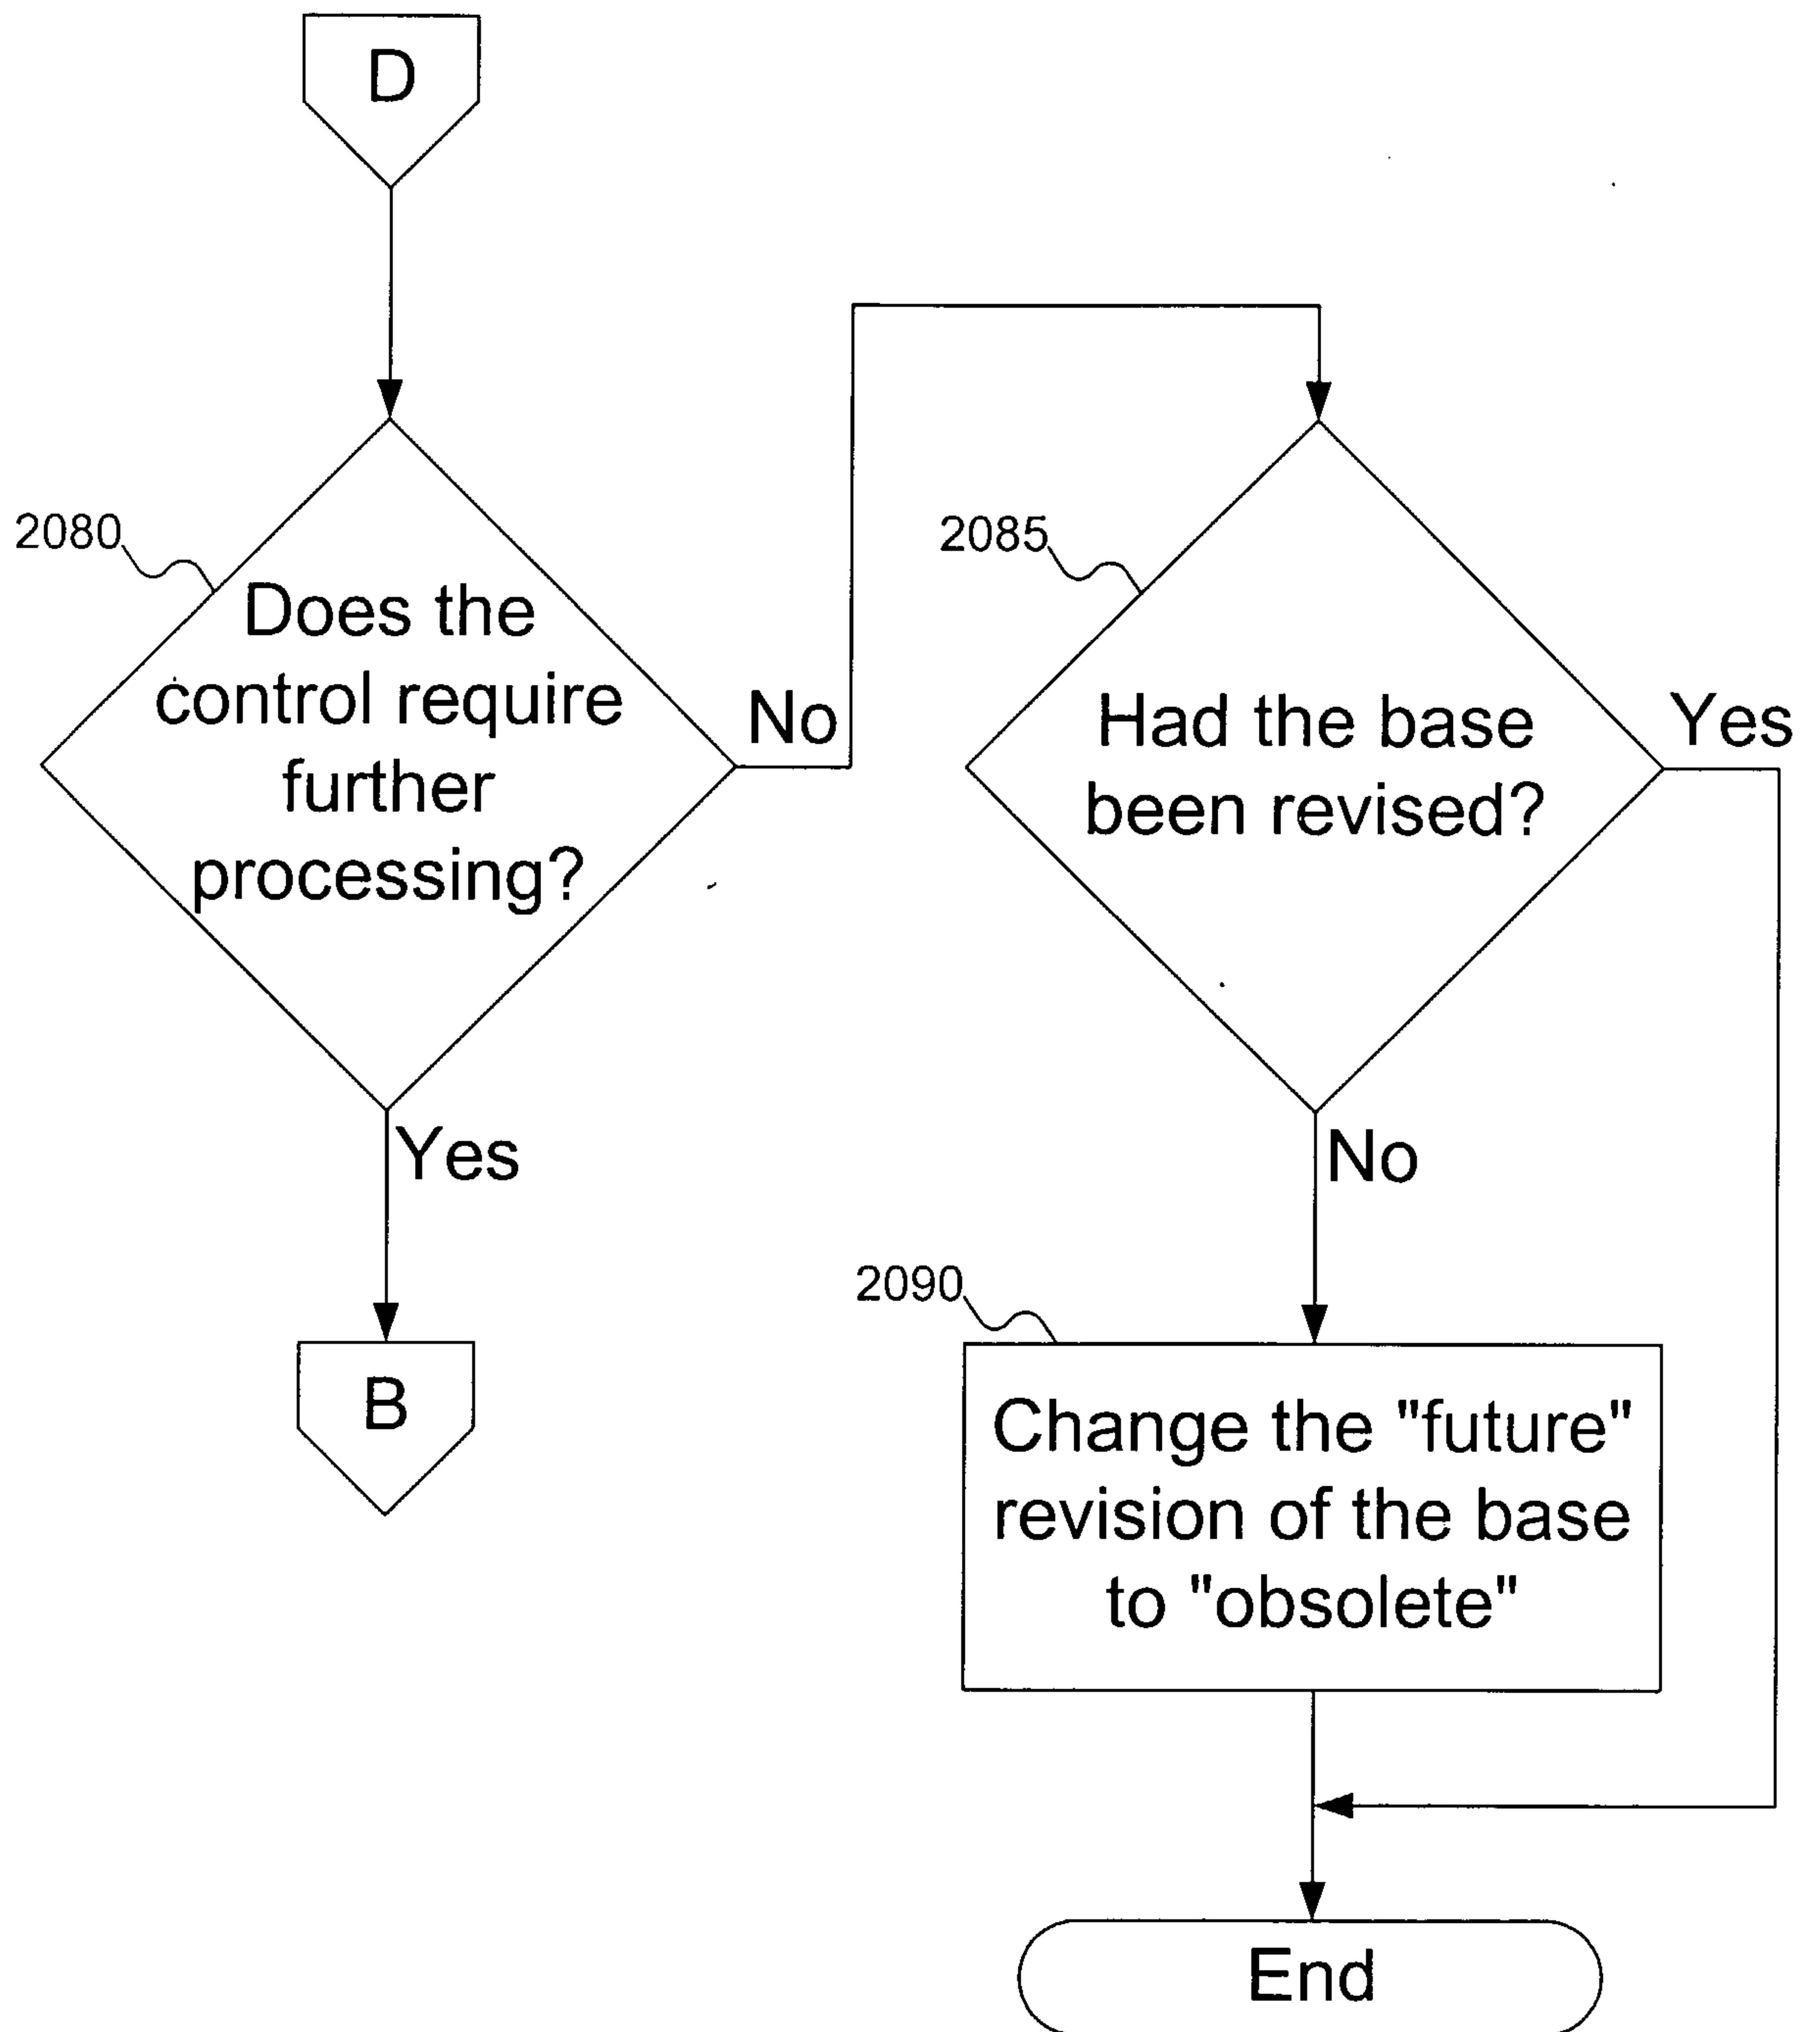 D
2080
Does the
control require
further
processing?
No
Yes
B
2085
Had the base
been revised?
Yes
No
2090
Change the "future"
revision of the base
to "obsolete"
End